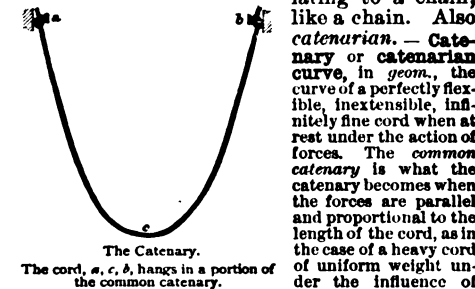 a
b
c
The Catenary.
The cord, a, c, b, hangs in a portion of
the common catenary.
lating to a chain;
like a chain. Also
catenarian. — Cate-
nary or catenarian
curve, in geom., the
curve of a perfectly flex-
ible, inextensible, infi-
nitely fine cord when at
rest under the action of
forces. The common
catenary is what the
catenary becomes when
the forces are parallel
and proportional to the
length of the cord, as in
the case of a heavy cord
of uniform weight un-
der the influence of